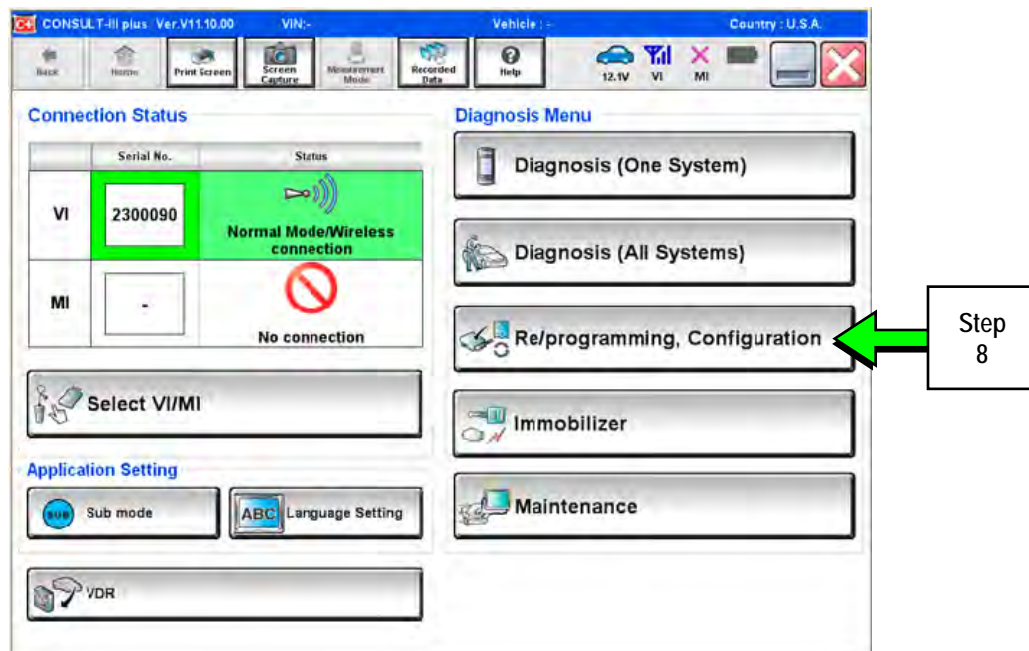 CONSULT-III plus Ver.V11.10.00 VIN:- Vehicle : - Country : U.S.A.
Back
Home
Print Screen
Screen
Capture
Measurement
Mode
Recorded
Data
Help
12.1V
VI
MI
Connection Status
Serial No. Status
VI
2300090
Normal Mode/Wireless
connection
MI
-
No connection
Select VI/MI
Application Setting
SUB
Sub mode
ABC
Language Setting
VDR
Diagnosis Menu
Diagnosis (One System)
Diagnosis (All Systems)
Re/programming, Configuration
Immobilizer
Maintenance
Step
8